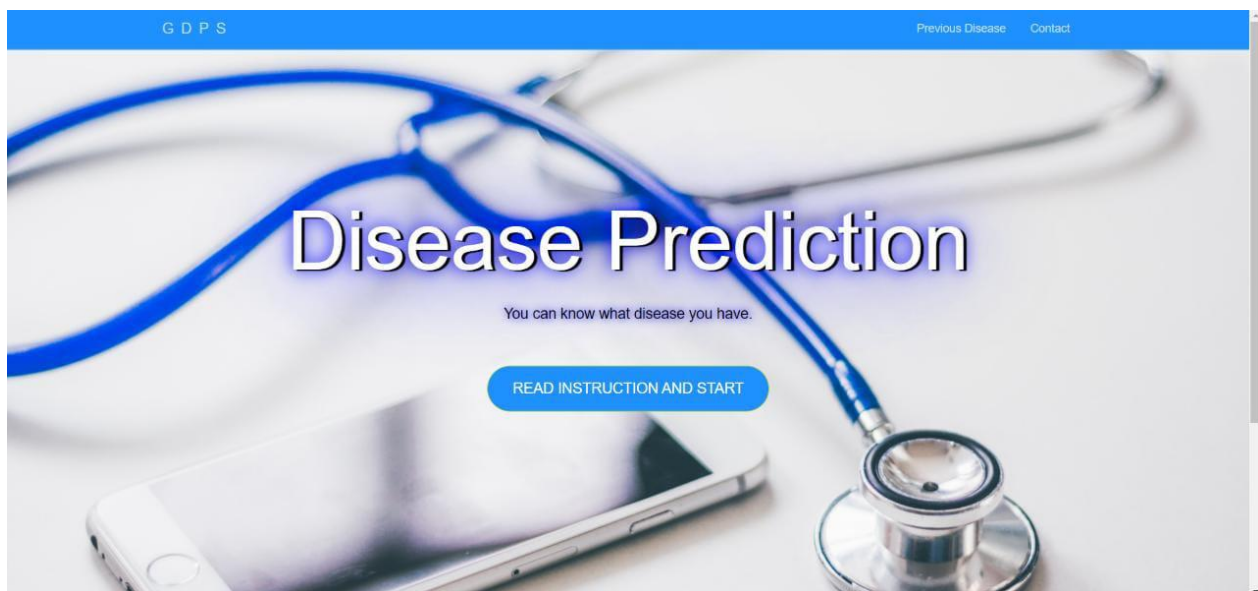 G D P S
Previous Disease Contact
Disease Prediction
You can know what disease you have.
READ INSTRUCTION AND START